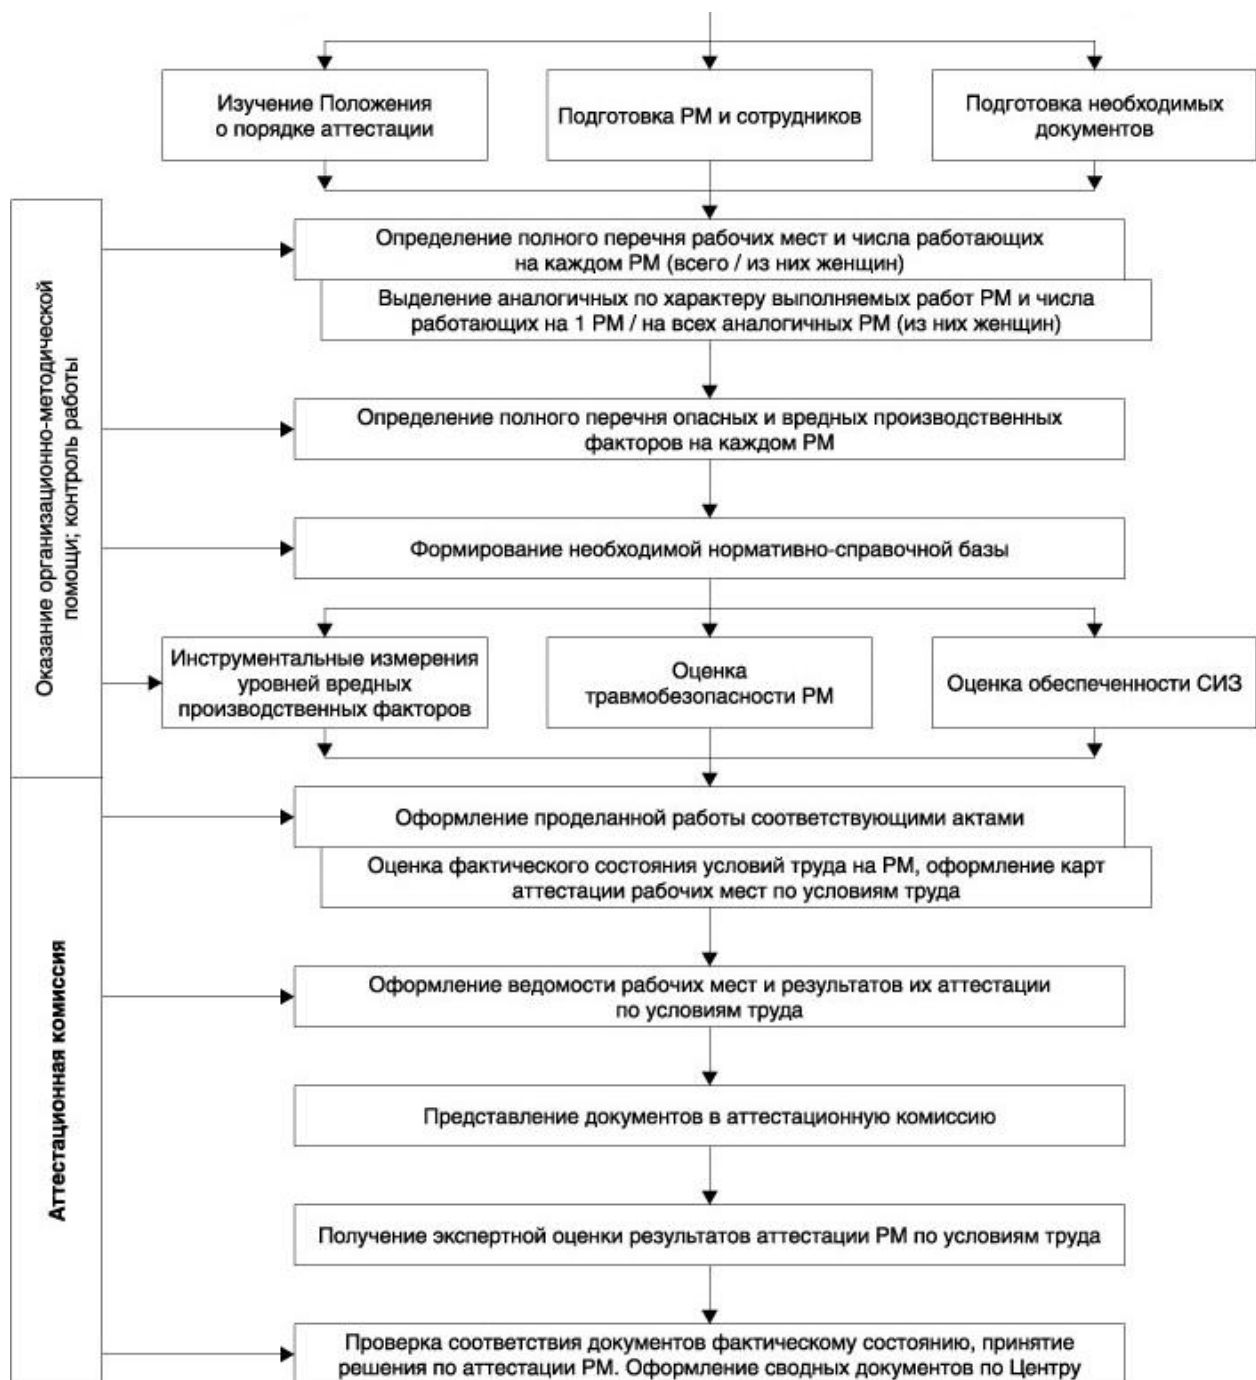 Изучение Положения
о порядке аттестации
Подготовка РМ и сотрудников
Подготовка необходимых
документов
Оказание организационно-методической
помощи; контроль работы
Определение полного перечня рабочих мест и числа работающих
на каждом РМ (всего / из них женщин)
Выделение аналогичных по характеру выполняемых работ РМ и числа
работающих на 1 РМ / на всех аналогичных РМ (из них женщин)
Определение полного перечня опасных и вредных производственных
факторов на каждом РМ
Формирование необходимой нормативно-справочной базы
Инструментальные измерения
уровней вредных
производственных факторов
Оценка
травмобезопасности РМ
Оценка обеспеченности СИЗ
Аттестационная комиссия
Оформление проделанной работы соответствующими актами
Оценка фактического состояния условий труда на РМ, оформление карт
аттестации рабочих мест по условиям труда
Оформление ведомости рабочих мест и результатов их аттестации
по условиям труда
Представление документов в аттестационную комиссию
Получение экспертной оценки результатов аттестации РМ по условиям труда
Проверка соответствия документов фактическому состоянию, принятие
решения по аттестации РМ. Оформление сводных документов по Центру